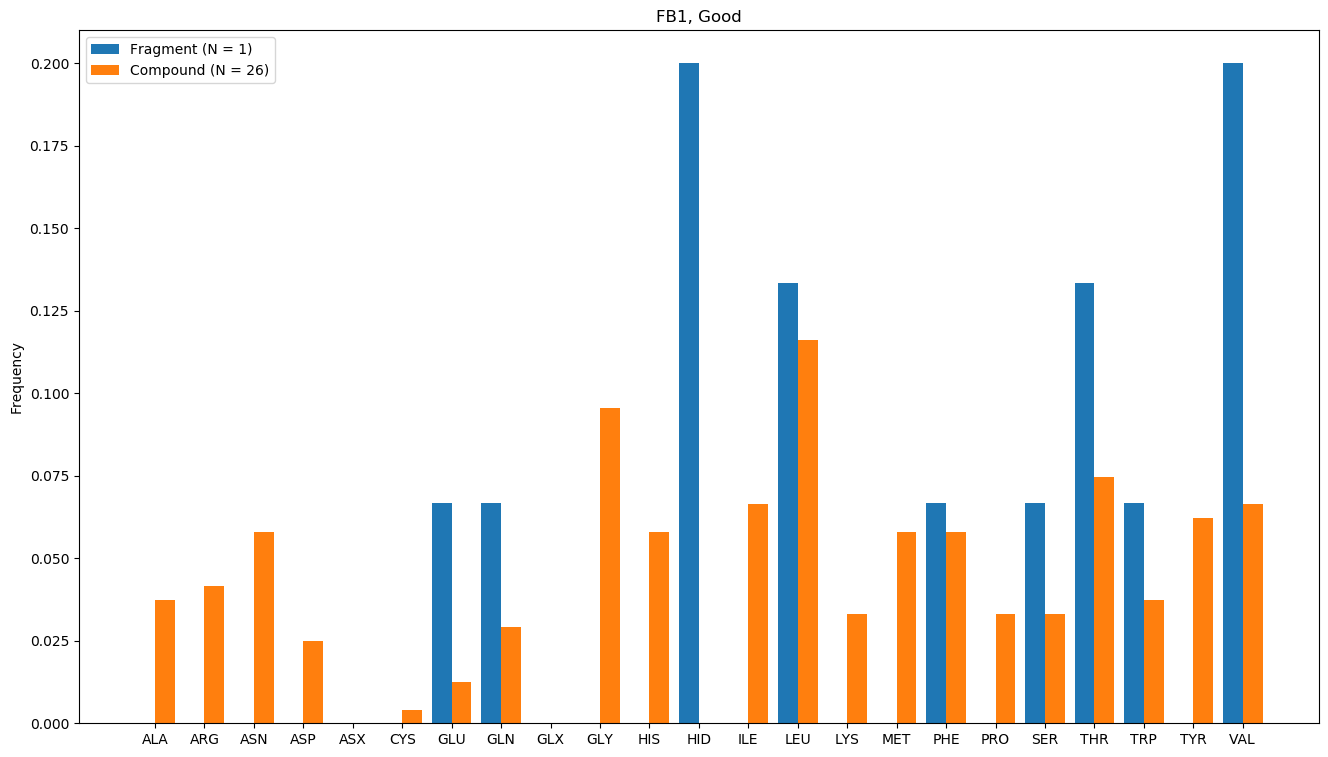 FB1, Good
Fragment (N = 1)
Compound (N = 26)
Frequency
0.200
0.175
0.150
0.125
0.100
0.075
0.050
0.025
0.000
ALA ARG ASN ASP ASX CYS GLU GLN GLX GLY HIS HID ILE LEU LYS MET PHE PRO SER THR TRP TYR VAL